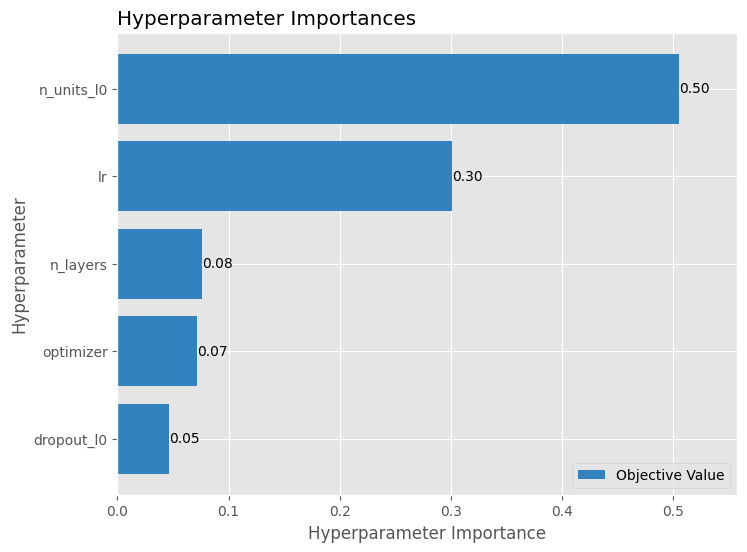 Hyperparameter Importances
n_units_l0
0.50
lr
0.30
n_layers
0.08
optimizer
0.07
dropout_l0
0.05
Hyperparameter
Objective Value
0.0 0.1 0.2 0.3 0.4 0.5
Hyperparameter Importance